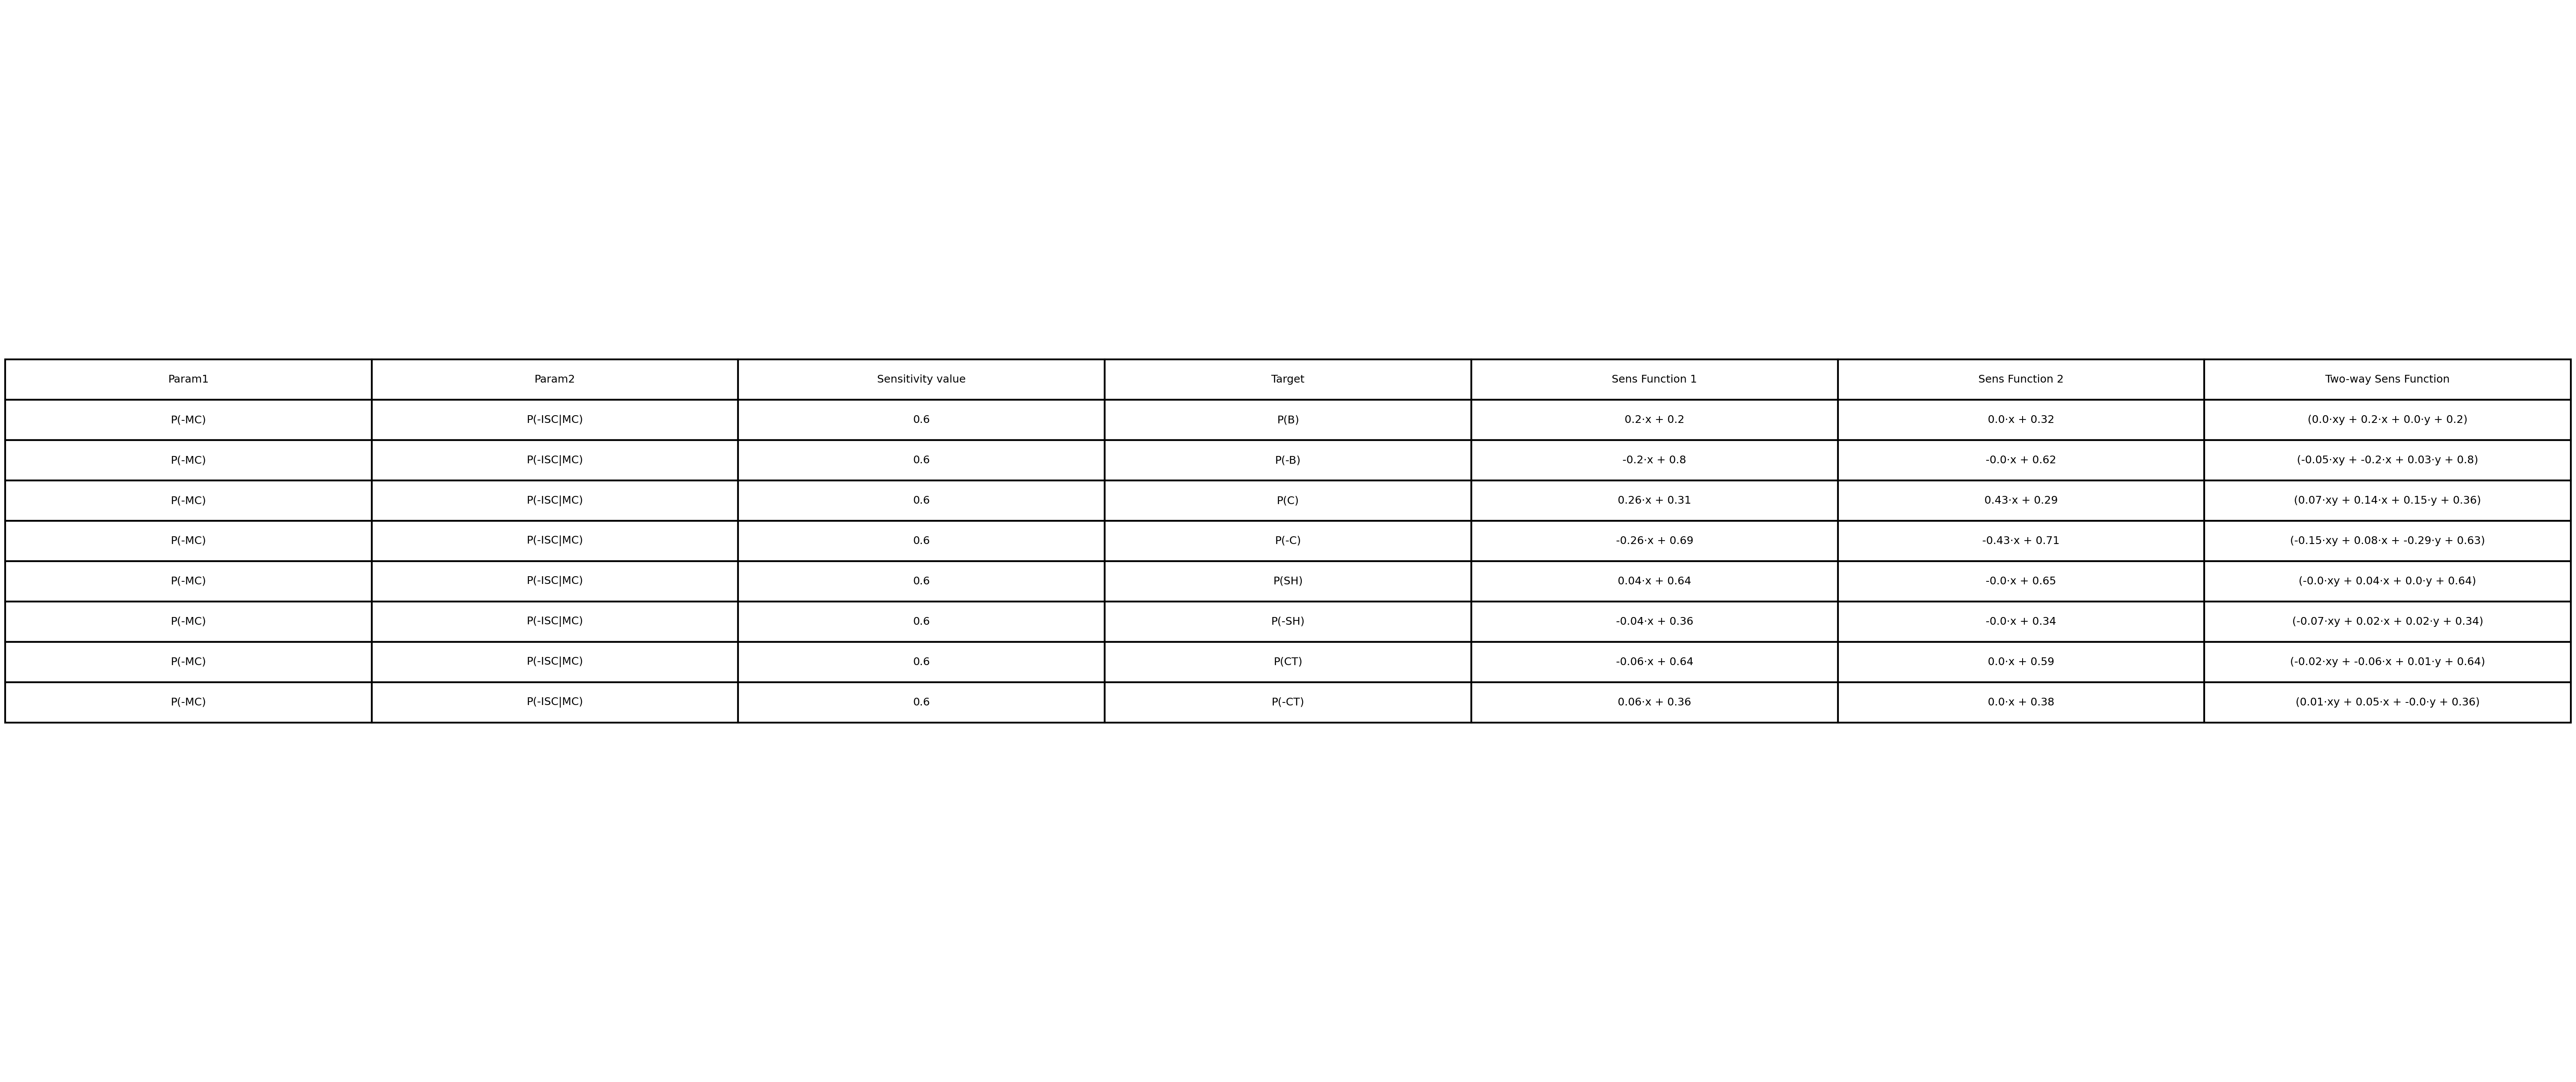 Param1 Param2 Sensitivity value Target Sens Function 1 Sens Function 2 Two-way Sens Function
P(-MC) P(-ISC|MC) 0.6 P(B) 0.2·x + 0.2 0.0·x + 0.32 (0.0·xy + 0.2·x + 0.0·y + 0.2)
P(-MC) P(-ISC|MC) 0.6 P(-B) -0.2·x + 0.8 -0.0·x + 0.62 (-0.05·xy + -0.2·x + 0.03·y + 0.8)
P(-MC) P(-ISC|MC) 0.6 P(C) 0.26·x + 0.31 0.43·x + 0.29 (0.07·xy + 0.14·x + 0.15·y + 0.36)
P(-MC) P(-ISC|MC) 0.6 P(-C) -0.26·x + 0.69 -0.43·x + 0.71 (-0.15·xy + 0.08·x + -0.29·y + 0.63)
P(-MC) P(-ISC|MC) 0.6 P(SH) 0.04·x + 0.64 -0.0·x + 0.65 (-0.0·xy + 0.04·x + 0.0·y + 0.64)
P(-MC) P(-ISC|MC) 0.6 P(-SH) -0.04·x + 0.36 -0.0·x + 0.34 (-0.07·xy + 0.02·x + 0.02·y + 0.34)
P(-MC) P(-ISC|MC) 0.6 P(CT) -0.06·x + 0.64 0.0·x + 0.59 (-0.02·xy + -0.06·x + 0.01·y + 0.64)
P(-MC) P(-ISC|MC) 0.6 P(-CT) 0.06·x + 0.36 0.0·x + 0.38 (0.01·xy + 0.05·x + -0.0·y + 0.36)